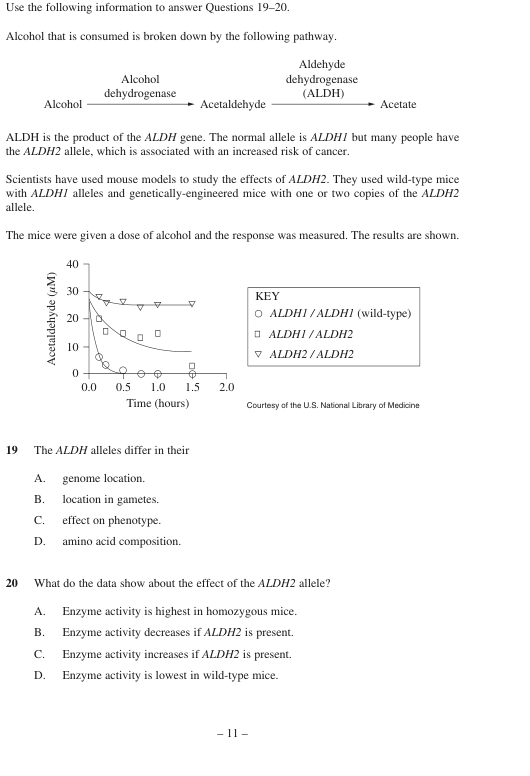 Use the following information to answer Questions 19–20.
Alcohol that is consumed is broken down by the following pathway.
Alcohol
dehydrogenase
Aldehyde
dehydrogenase
(ALDH)
Alcohol
Acetaldehyde
Acetate
ALDH is the product of the ALDH gene. The normal allele is ALDH1 but many people have
the ALDH2 allele, which is associated with an increased risk of cancer.
Scientists have used mouse models to study the effects of ALDH2. They used wild-type mice
with ALDH1 alleles and genetically-engineered mice with one or two copies of the ALDH2
allele.
The mice were given a dose of alcohol and the response was measured. The results are shown.
Acetaldehyde (μM)
40
30
20
10
0
0.0 0.5 1.0 1.5 2.0
Time (hours)
KEY
ALDH1 / ALDH1 (wild-type)
ALDH1 / ALDH2
ALDH2 / ALDH2
Courtesy of the U.S. National Library of Medicine
19 The ALDH alleles differ in their
A. genome location.
B. location in gametes.
C. effect on phenotype.
D. amino acid composition.
20 What do the data show about the effect of the ALDH2 allele?
A. Enzyme activity is highest in homozygous mice.
B. Enzyme activity decreases if ALDH2 is present.
C. Enzyme activity increases if ALDH2 is present.
D. Enzyme activity is lowest in wild-type mice.
– 11 –